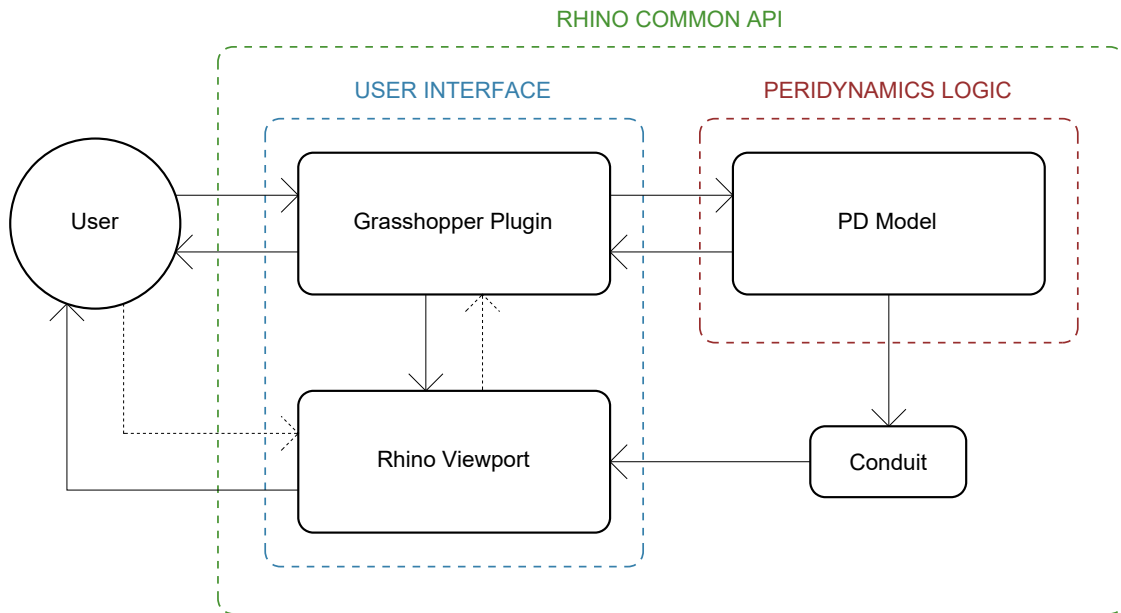 RHINO COMMON API
USER INTERFACE
PERIDYNAMICS LOGIC
User
Grasshopper Plugin
PD Model
Rhino Viewport
Conduit